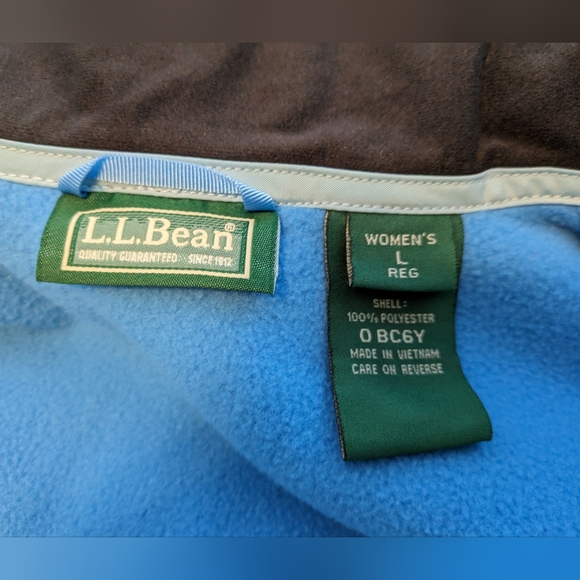 L.L.Bean®
QUALITY GUARANTEED SINCE 1912
WOMEN'S
L
REG
SHELL:
100% POLYESTER
0 BC6Y
MADE IN VIETNAM
CARE ON REVERSE